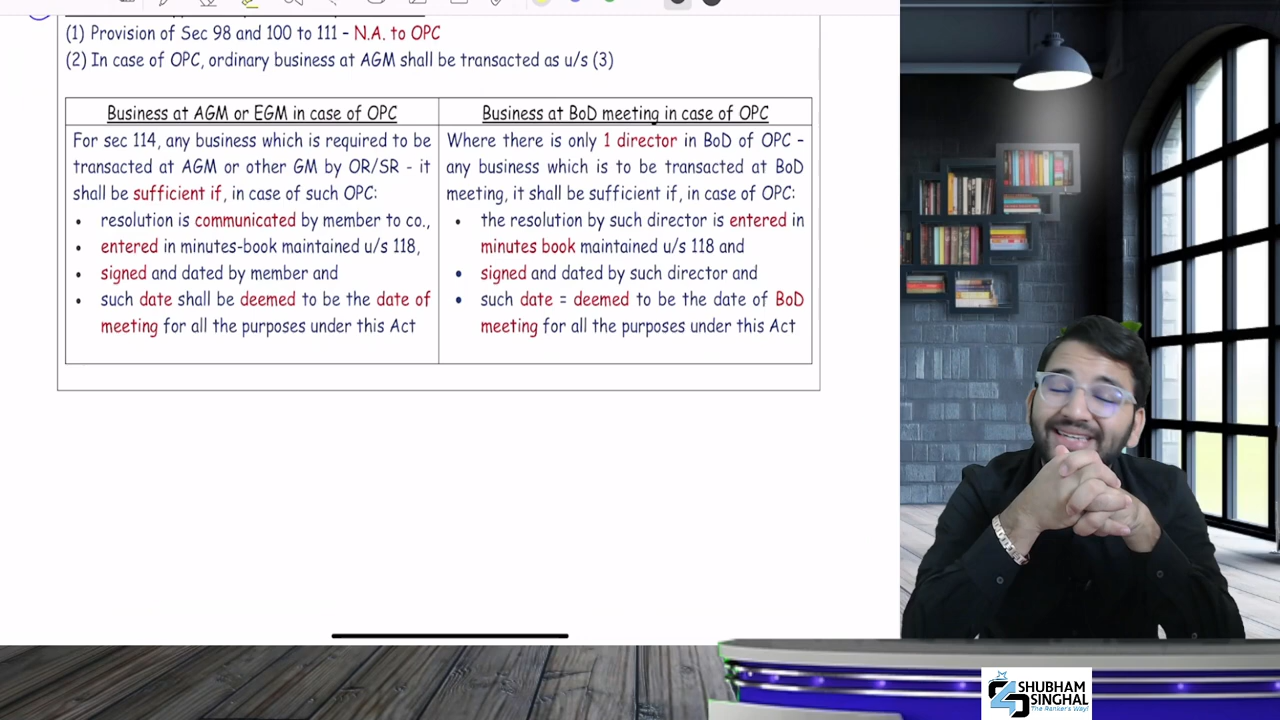 (1) Provision of Sec 98 and 100 to 111 – N.A. to OPC
(2) In case of OPC, ordinary business at AGM shall be transacted as u/s (3)
Business at AGM or EGM in case of OPC
For sec 114, any business which is required to be
transacted at AGM or other GM by OR/SR - it
shall be sufficient if, in case of such OPC:
• resolution is communicated by member to co.,
• entered in minutes-book maintained u/s 118,
• signed and dated by member and
• such date shall be deemed to be the date of
meeting for all the purposes under this Act
Business at BoD meeting in case of OPC
Where there is only 1 director in BoD of OPC –
any business which is to be transacted at BoD
meeting, it shall be sufficient if, in case of OPC:
• the resolution by such director is entered in
minutes book maintained u/s 118 and
• signed and dated by such director and
• such date = deemed to be the date of BoD
meeting for all the purposes under this Act
SHUBHAM
SINGHAL
The Ranker's Way!